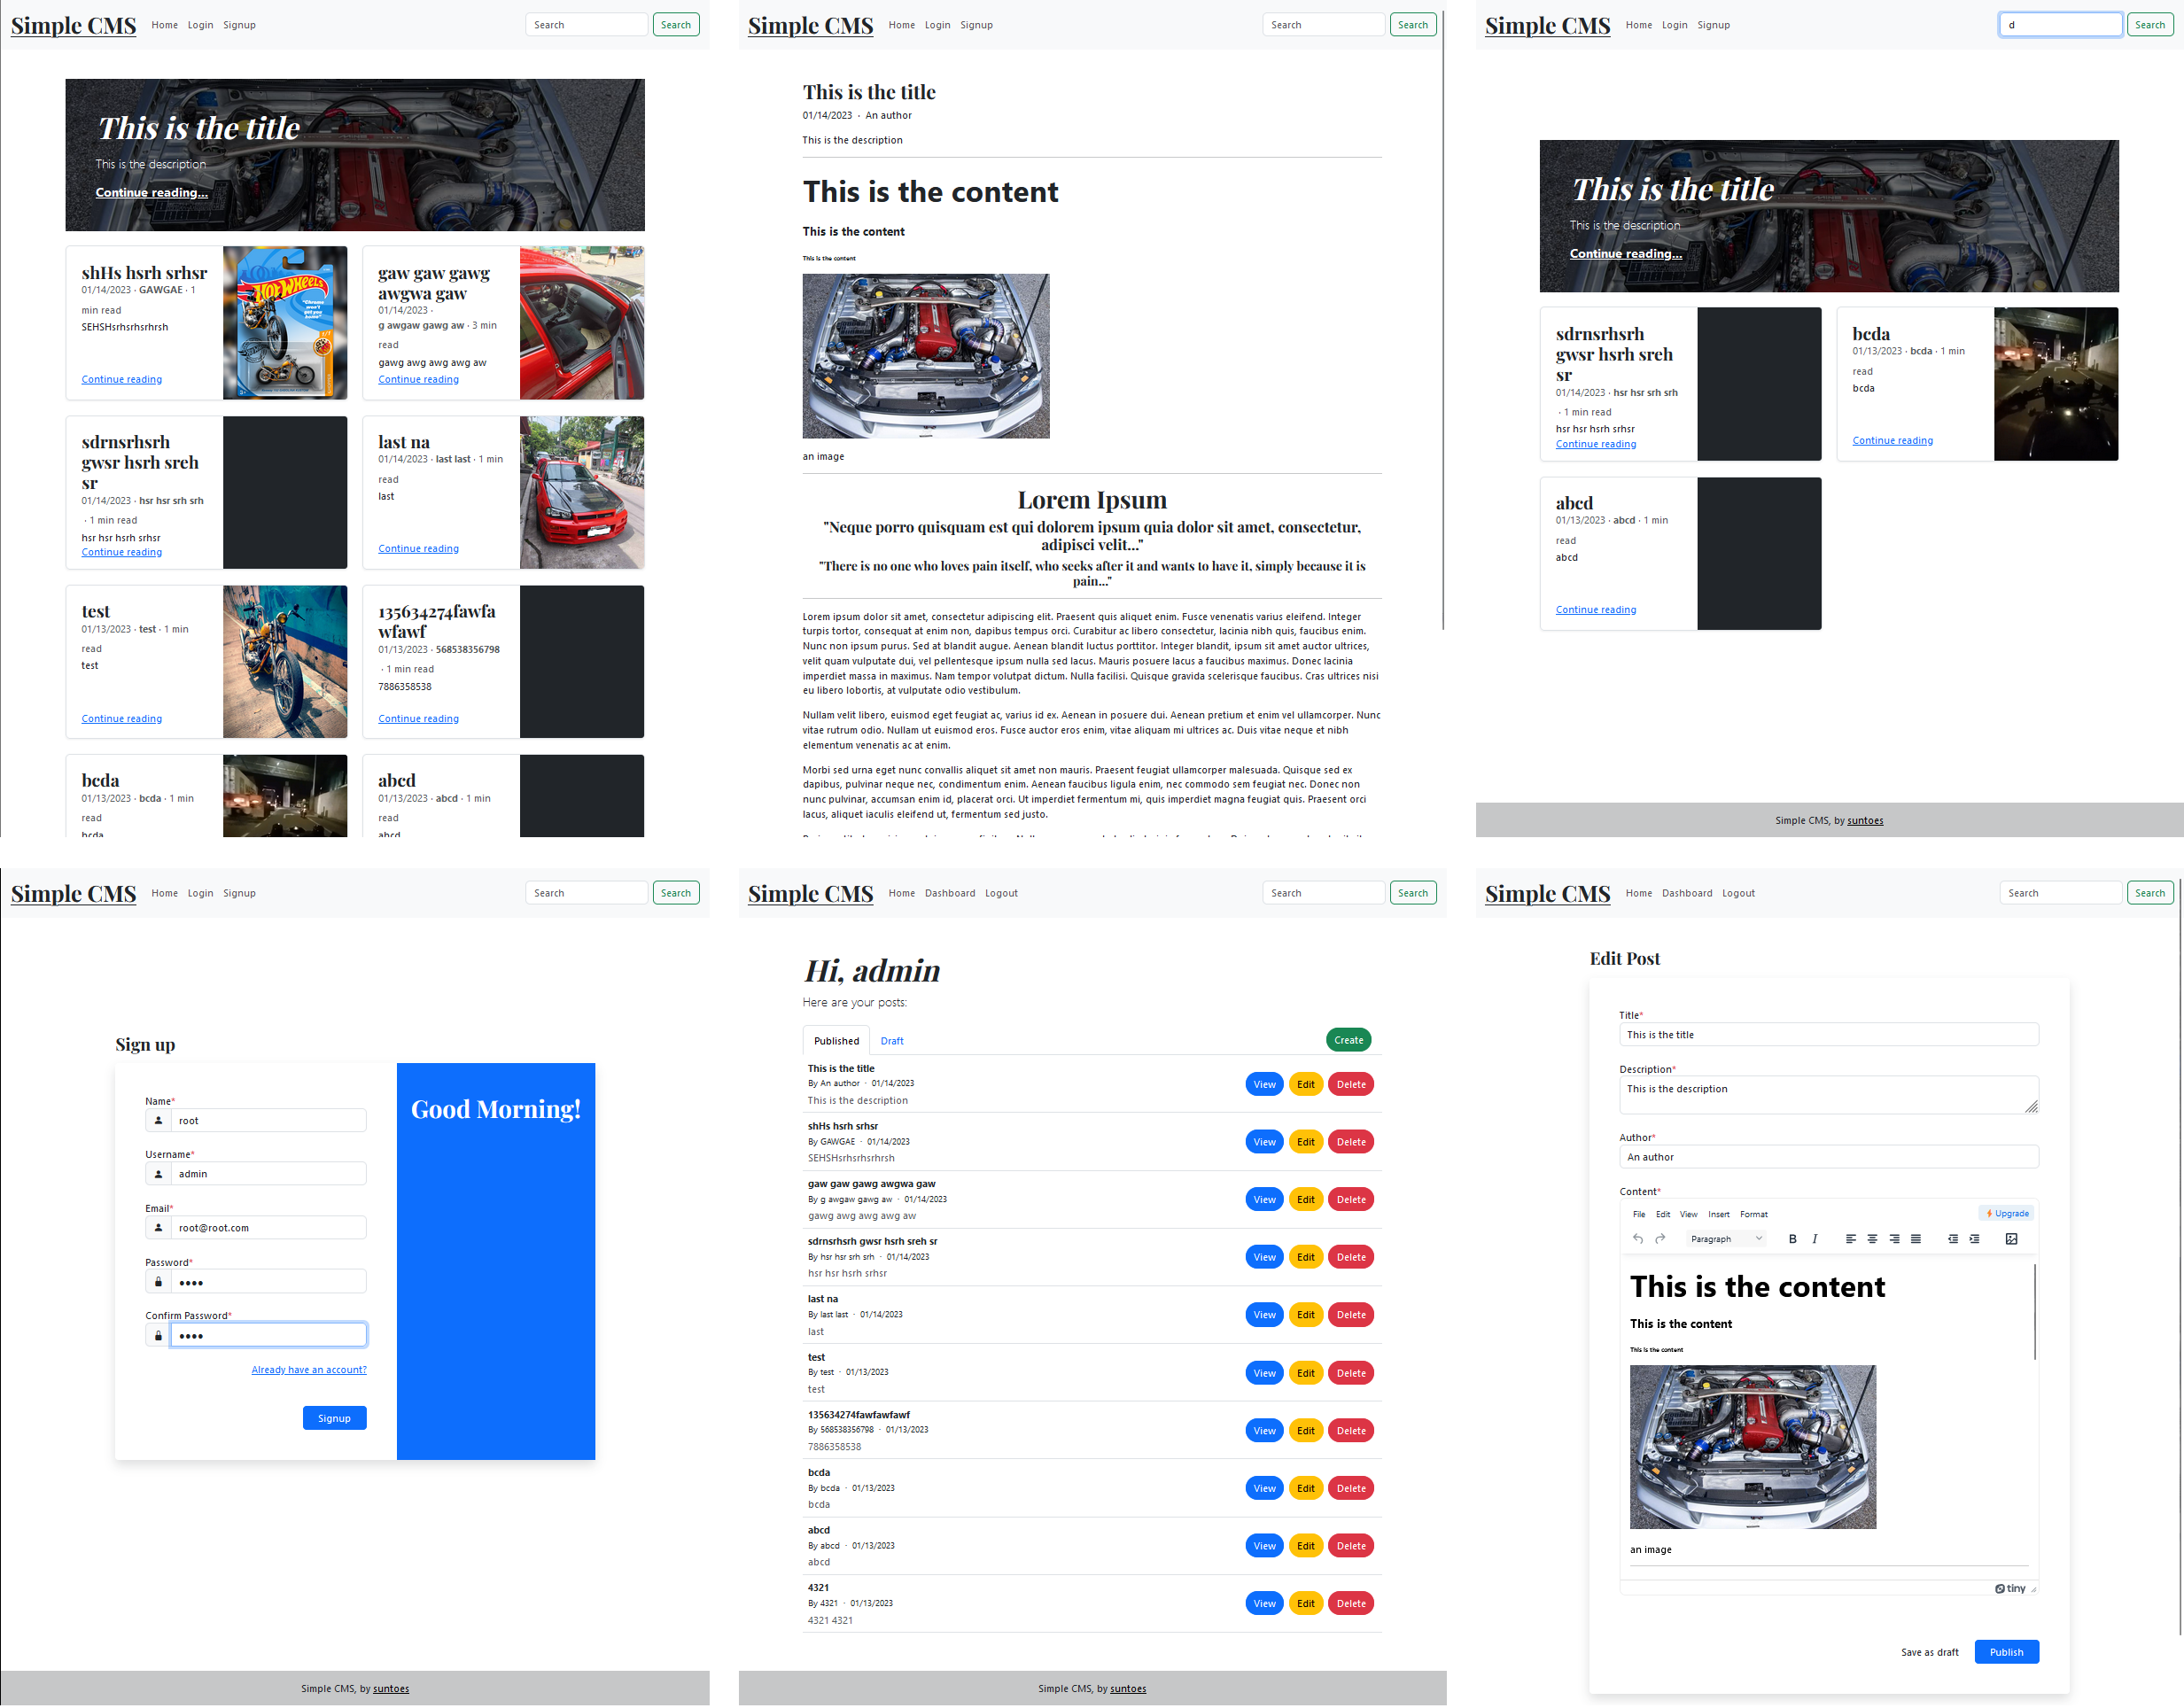 Simple CMS Home Login Signup Search Search
This is the title
This is the description
Continue reading...
shHs hsrh srhsr
01/14/2023 · GAWGAE · 1
min read
SEHSHsrhsrhsrhrsh
Continue reading
gaw gaw gawg
awgwa gaw
01/14/2023 ·
g awgaw gawg aw · 3 min
read
gawg awg awg awg aw
Continue reading
sdrnsrhsrh
gwsr hsrh sreh
sr
01/14/2023 · hsr hsr srh srh
· 1 min read
hsr hsr hsrh srhsr
Continue reading
last na
01/14/2023 · last last · 1 min
read
last
Continue reading
test
01/13/2023 · test · 1 min
read
test
Continue reading
135634274fawfa
wfawf
01/13/2023 · 568538356798
· 1 min read
7886358538
Continue reading
bcda
01/13/2023 · bcda · 1 min
read
bcda
abcd
01/13/2023 · abcd · 1 min
read
abcd
Simple CMS Home Login Signup Search Search
This is the title
01/14/2023 · An author
This is the description
This is the content
This is the content
This is the content
an image
Lorem Ipsum
"Neque porro quisquam est qui dolorem ipsum quia dolor sit amet, consectetur,
adipisci velit..."
"There is no one who loves pain itself, who seeks after it and wants to have it, simply because it is
pain..."
Lorem ipsum dolor sit amet, consectetur adipiscing elit. Praesent quis aliquet enim. Fusce venenatis varius eleifend. Integer
turpis tortor, consequat at enim non, dapibus tempus orci. Curabitur ac libero consectetur, lacinia nibh quis, faucibus enim.
Nunc non ipsum purus. Sed at blandit augue. Aenean blandit luctus porttitor. Integer blandit, ipsum sit amet auctor ultrices,
velit quam vulputate dui, vel pellentesque ipsum nulla sed lacus. Mauris posuere lacus a faucibus maximus. Donec lacinia
imperdiet massa in maximus. Nam tempor volutpat dictum. Nulla facilisi. Quisque gravida scelerisque faucibus. Cras ultrices nisi
eu libero lobortis, at vulputate odio vestibulum.
Nullam velit libero, euismod eget feugiat ac, varius id ex. Aenean in posuere dui. Aenean pretium et enim vel ullamcorper. Nunc
vitae rutrum odio. Nullam ut euismod eros. Fusce auctor eros enim, vitae aliquam mi ultrices ac. Duis vitae neque et nibh
elementum venenatis ac at enim.
Morbi sed urna eget nunc convallis aliquet sit amet non mauris. Praesent feugiat ullamcorper malesuada. Quisque sed ex
dapibus, pulvinar neque nec, condimentum enim. Aenean faucibus ligula enim, nec commodo sem feugiat nec. Donec non
nunc pulvinar, accumsan enim id, placerat orci. Ut imperdiet fermentum mi, quis imperdiet magna feugiat quis. Praesent orci
lacus, aliquet iaculis eleifend ut, fermentum sed justo.
Simple CMS Home Login Signup d Search
This is the title
This is the description
Continue reading...
sdrnsrhsrh
gwsr hsrh sreh
sr
01/14/2023 · hsr hsr srh srh
· 1 min read
hsr hsr hsrh srhsr
Continue reading
bcda
01/13/2023 · bcda · 1 min
read
bcda
Continue reading
abcd
01/13/2023 · abcd · 1 min
read
abcd
Continue reading
Simple CMS, by suntoes
Simple CMS Home Login Signup Search Search
Sign up
Name*
root
Username*
admin
Email*
root@root.com
Password*
••••
Confirm Password*
••••
Already have an account?
Signup
Good Morning!
Simple CMS, by suntoes
Simple CMS Home Dashboard Logout Search Search
Hi, admin
Here are your posts:
Published Draft Create
This is the title
By An author · 01/14/2023 View Edit Delete
This is the description
shHs hsrh srhsr
By GAWGAE · 01/14/2023 View Edit Delete
SEHSHsrhsrhsrhrsh
gaw gaw gawg awgwa gaw
By g awgaw gawg aw · 01/14/2023 View Edit Delete
gawg awg awg awg aw
sdrnsrhsrh gwsr hsrh sreh sr
By hsr hsr srh srh · 01/14/2023 View Edit Delete
hsr hsr hsrh srhsr
last na
By last last · 01/14/2023 View Edit Delete
last
test
By test · 01/13/2023 View Edit Delete
test
135634274fawfawfawf
By 568538356798 · 01/13/2023 View Edit Delete
7886358538
bcda
By bcda · 01/13/2023 View Edit Delete
bcda
abcd
By abcd · 01/13/2023 View Edit Delete
abcd
4321
By 4321 · 01/13/2023 View Edit Delete
4321 4321
Simple CMS, by suntoes
Simple CMS Home Dashboard Logout Search Search
Edit Post
Title*
This is the title
Description*
This is the description
Author*
An author
Content*
File Edit View Insert Format Upgrade
Paragraph B I
This is the content
This is the content
This is the content
an image
tiny
Save as draft Publish